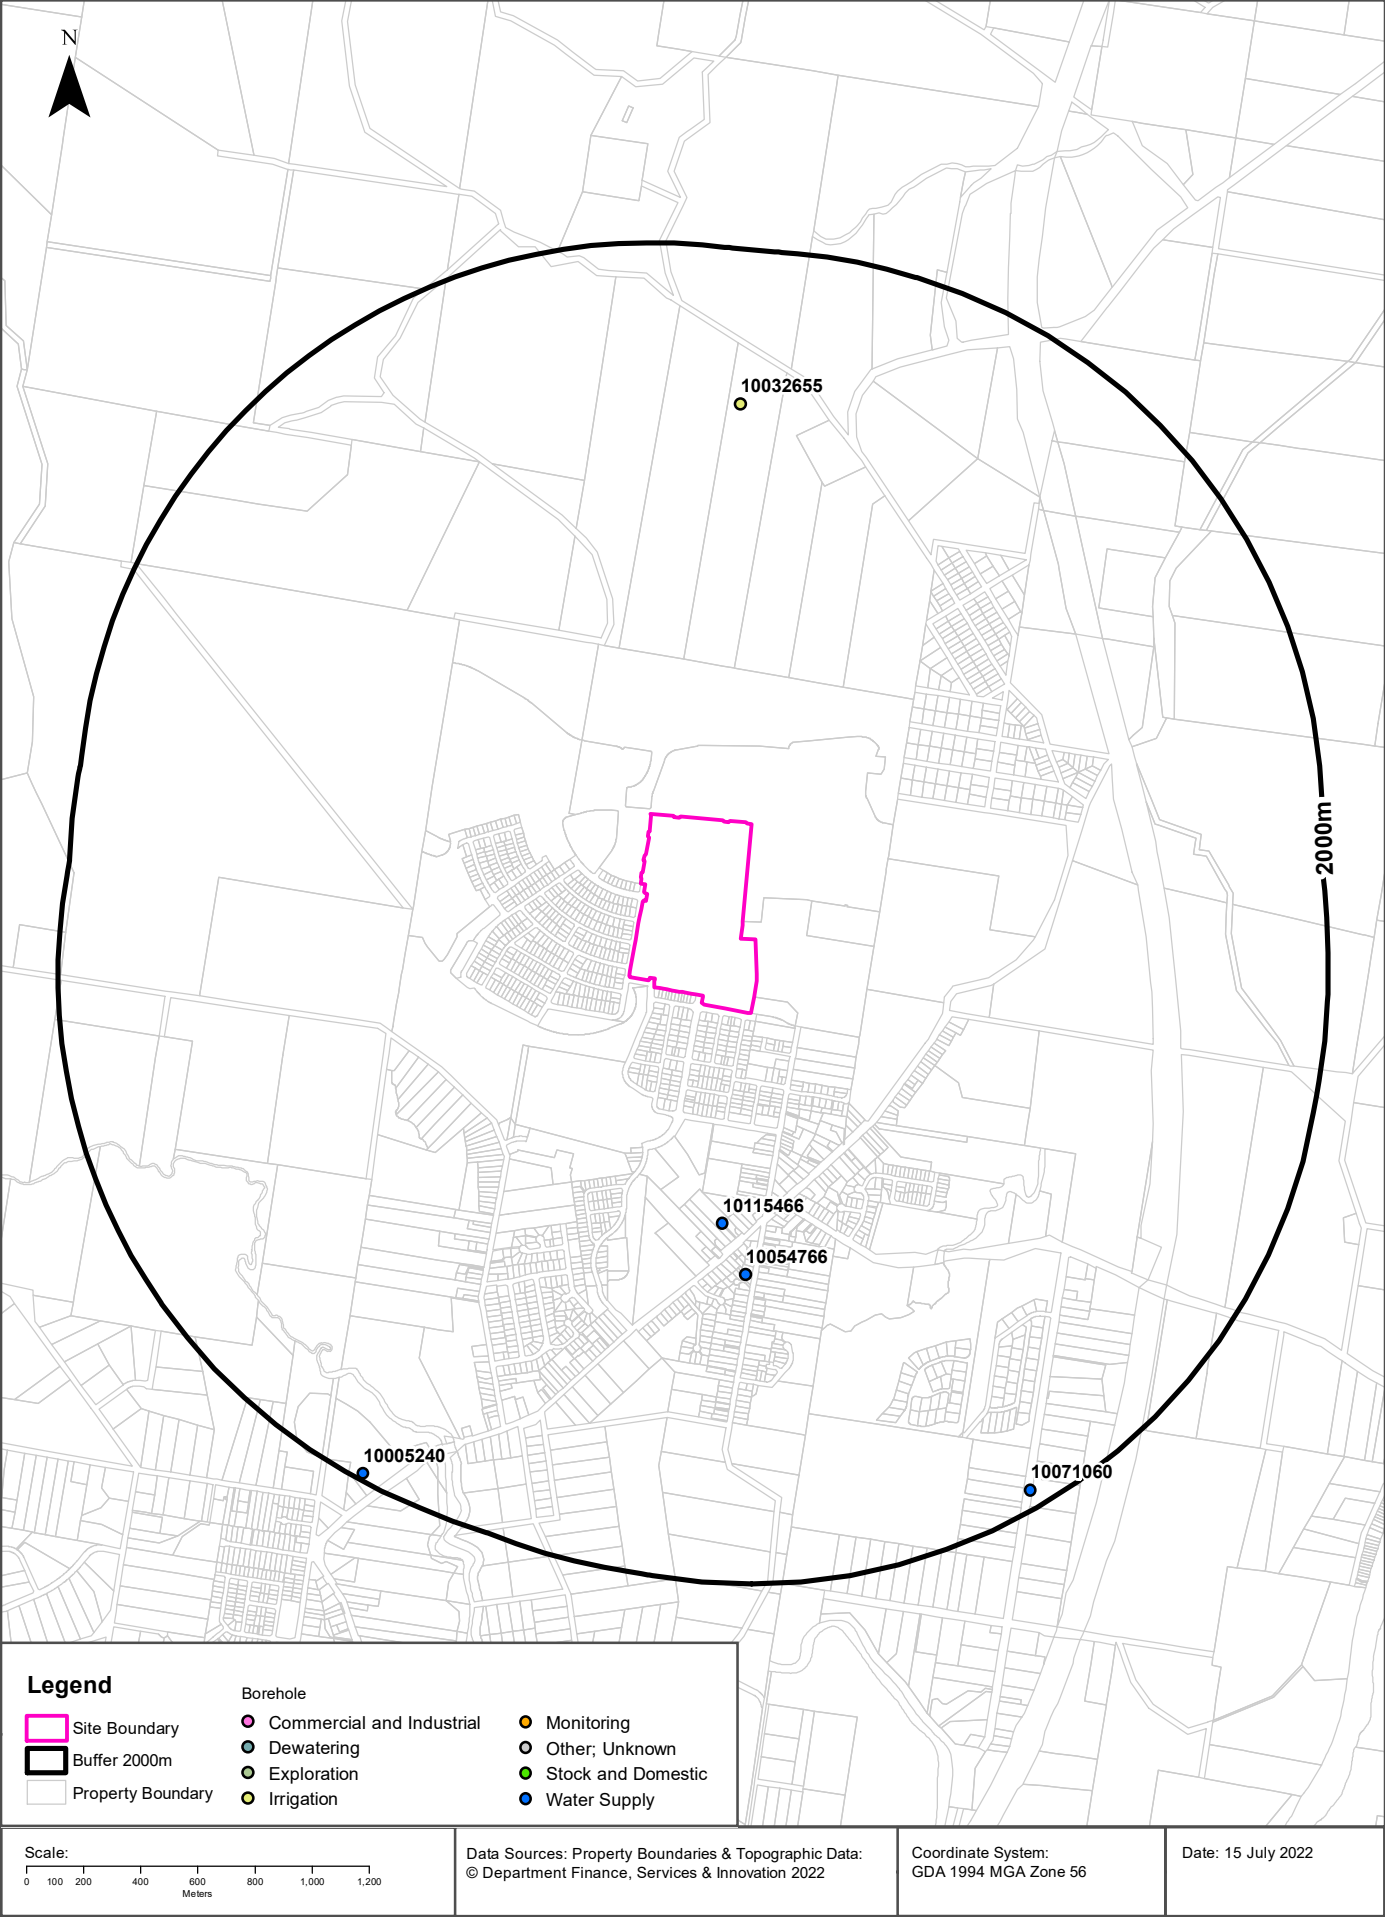 N
10032655
2000m
10115466
10054766
10005240
10071060
Legend
Site Boundary
Buffer 2000m
Property Boundary
Borehole
Commercial and Industrial
Dewatering
Exploration
Irrigation
Monitoring
Other; Unknown
Stock and Domestic
Water Supply
Scale:
0 100 200 400 600 800 1,000 1,200
Meters
Data Sources: Property Boundaries & Topographic Data:
© Department Finance, Services & Innovation 2022
Coordinate System:
GDA 1994 MGA Zone 56
Date: 15 July 2022